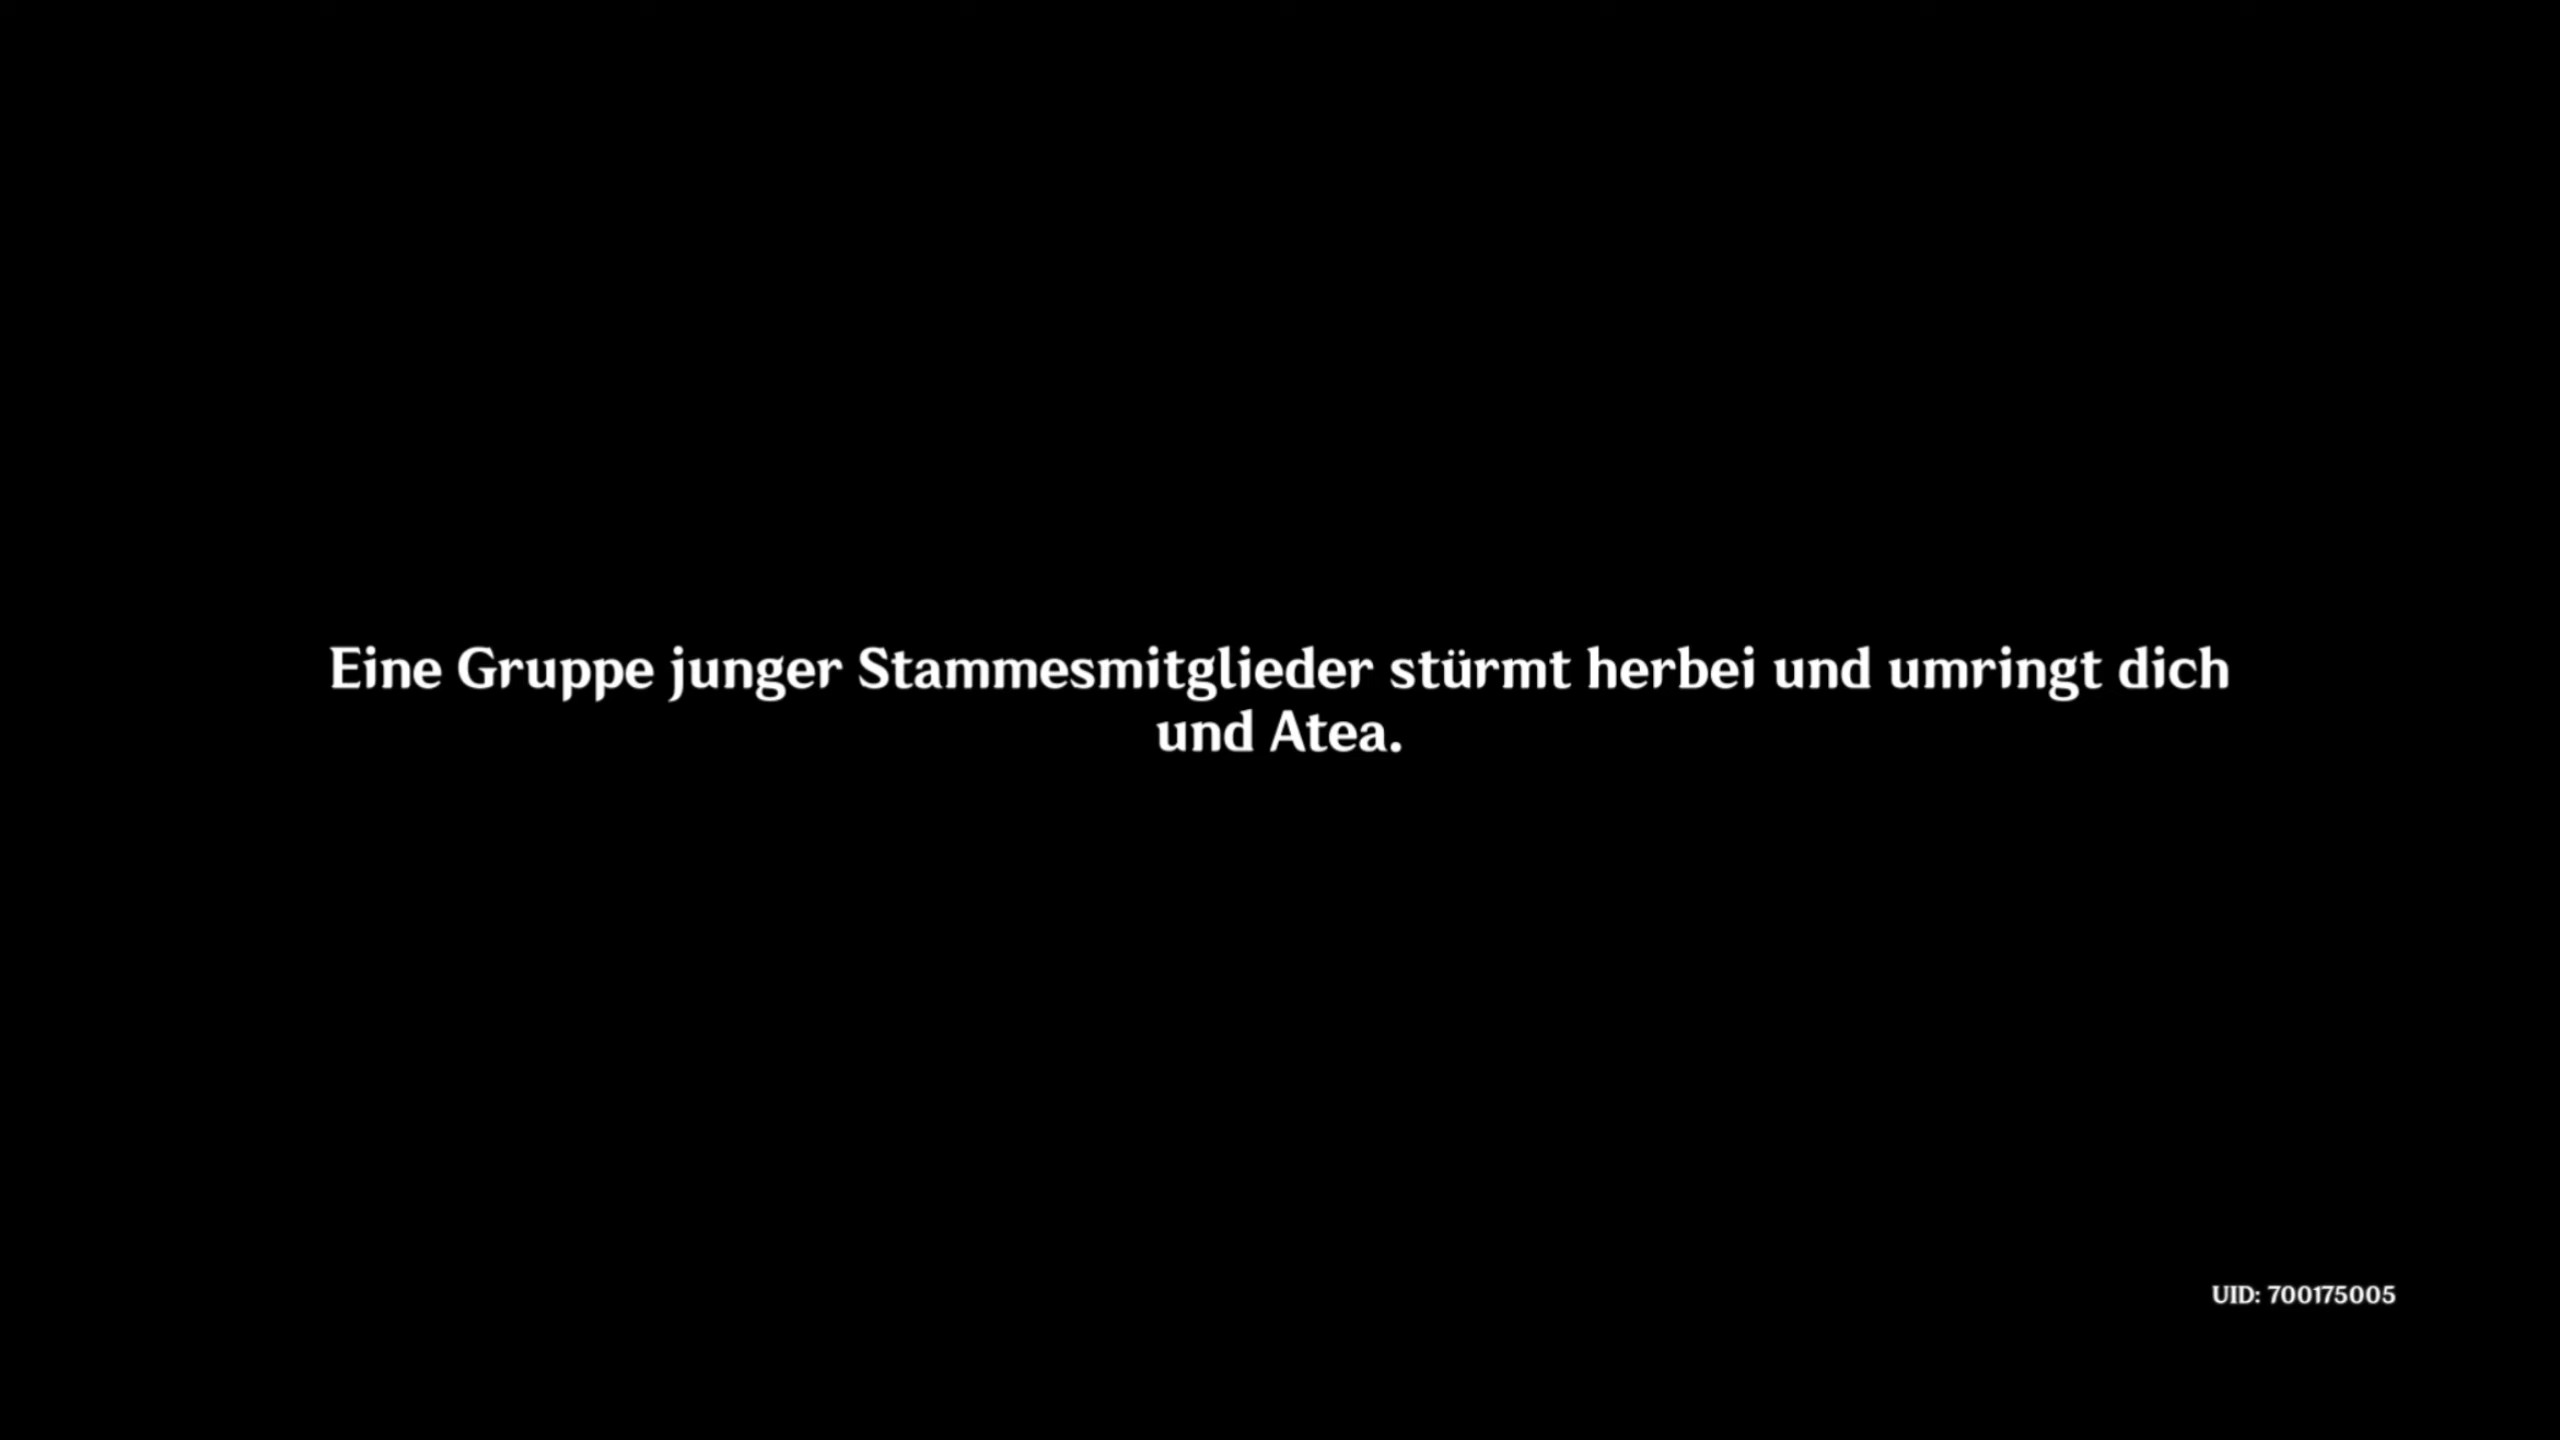 Eine Gruppe junger Stammesmitglieder stürmt herbei und umringt dich
und Atea.
UID: 700175005